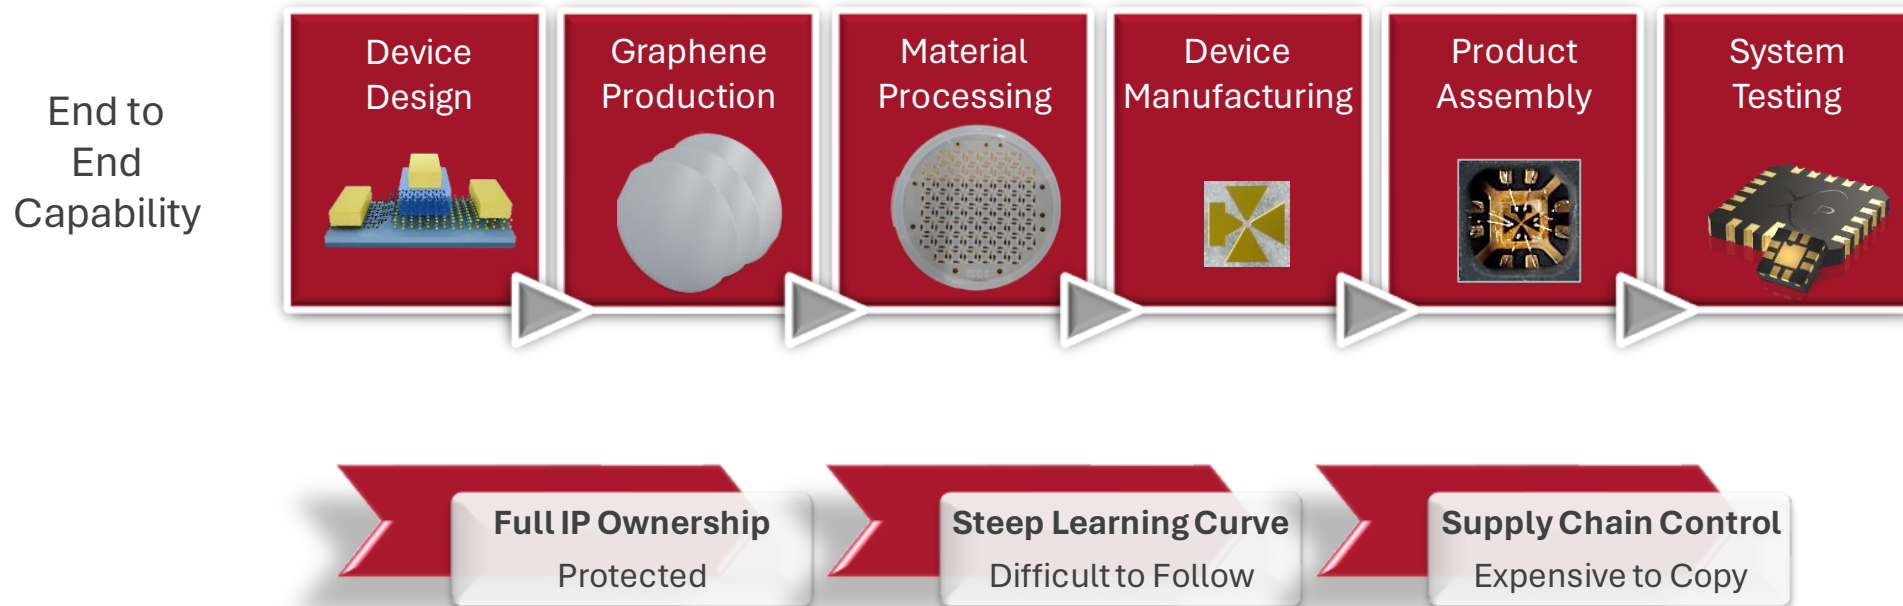 End to
End
Capability
Device
Design
Graphene
Production
Material
Processing
Device
Manufacturing
Product
Assembly
System
Testing
Full IP Ownership
Protected
Steep Learning Curve
Difficult to Follow
Supply Chain Control
Expensive to Copy